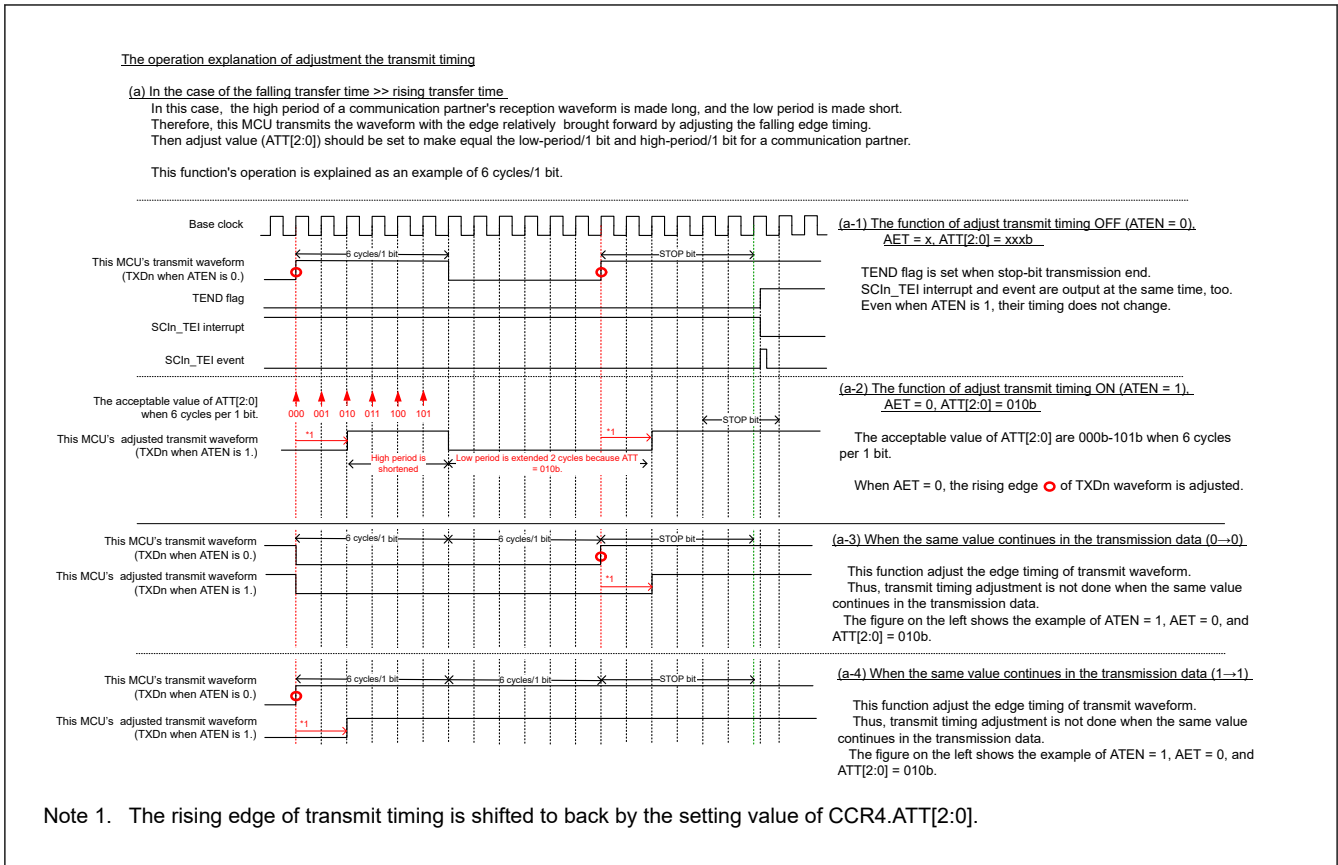 The operation explanation of adjustment the transmit timing
(a) In the case of the falling transfer time >> rising transfer time
In this case, the high period of a communication partner's reception waveform is made long, and the low period is made short.
Therefore, this MCU transmits the waveform with the edge relatively brought forward by adjusting the falling edge timing.
Then adjust value (ATT[2:0]) should be set to make equal the low-period/1 bit and high-period/1 bit for a communication partner.
This function's operation is explained as an example of 6 cycles/1 bit.
Base clock
This MCU's transmit waveform
(TXDn when ATEN is 0.)
6 cycles/1 bit
STOP bit
TEND flag
SCIn_TEI interrupt
SCIn_TEI event
(a-1) The function of adjust transmit timing OFF (ATEN = 0),
AET = x, ATT[2:0] = xxxb
TEND flag is set when stop-bit transmission end.
SCIn_TEI interrupt and event are output at the same time, too.
Even when ATEN is 1, their timing does not change.
The acceptable value of ATT[2:0]
when 6 cycles per 1 bit.
000 001 010 011 100 101
This MCU's adjusted transmit waveform
(TXDn when ATEN is 1.)
*1
*1
STOP bit
High period is
shortened
Low period is extended 2 cycles because ATT
= 010b.
(a-2) The function of adjust transmit timing ON (ATEN = 1),
AET = 0, ATT[2:0] = 010b
The acceptable value of ATT[2:0] are 000b-101b when 6 cycles
per 1 bit.
When AET = 0, the rising edge of TXDn waveform is adjusted.
This MCU's transmit waveform
(TXDn when ATEN is 0.)
6 cycles/1 bit
6 cycles/1 bit
STOP bit
This MCU's adjusted transmit waveform
(TXDn when ATEN is 1.)
*1
(a-3) When the same value continues in the transmission data (0→0)
This function adjust the edge timing of transmit waveform.
Thus, transmit timing adjustment is not done when the same value
continues in the transmission data.
The figure on the left shows the example of ATEN = 1, AET = 0, and
ATT[2:0] = 010b.
This MCU's transmit waveform
(TXDn when ATEN is 0.)
6 cycles/1 bit
6 cycles/1 bit
STOP bit
This MCU's adjusted transmit waveform
(TXDn when ATEN is 1.)
*1
(a-4) When the same value continues in the transmission data (1→1)
This function adjust the edge timing of transmit waveform.
Thus, transmit timing adjustment is not done when the same value
continues in the transmission data.
The figure on the left shows the example of ATEN = 1, AET = 0, and
ATT[2:0] = 010b.
Note 1. The rising edge of transmit timing is shifted to back by the setting value of CCR4.ATT[2:0].